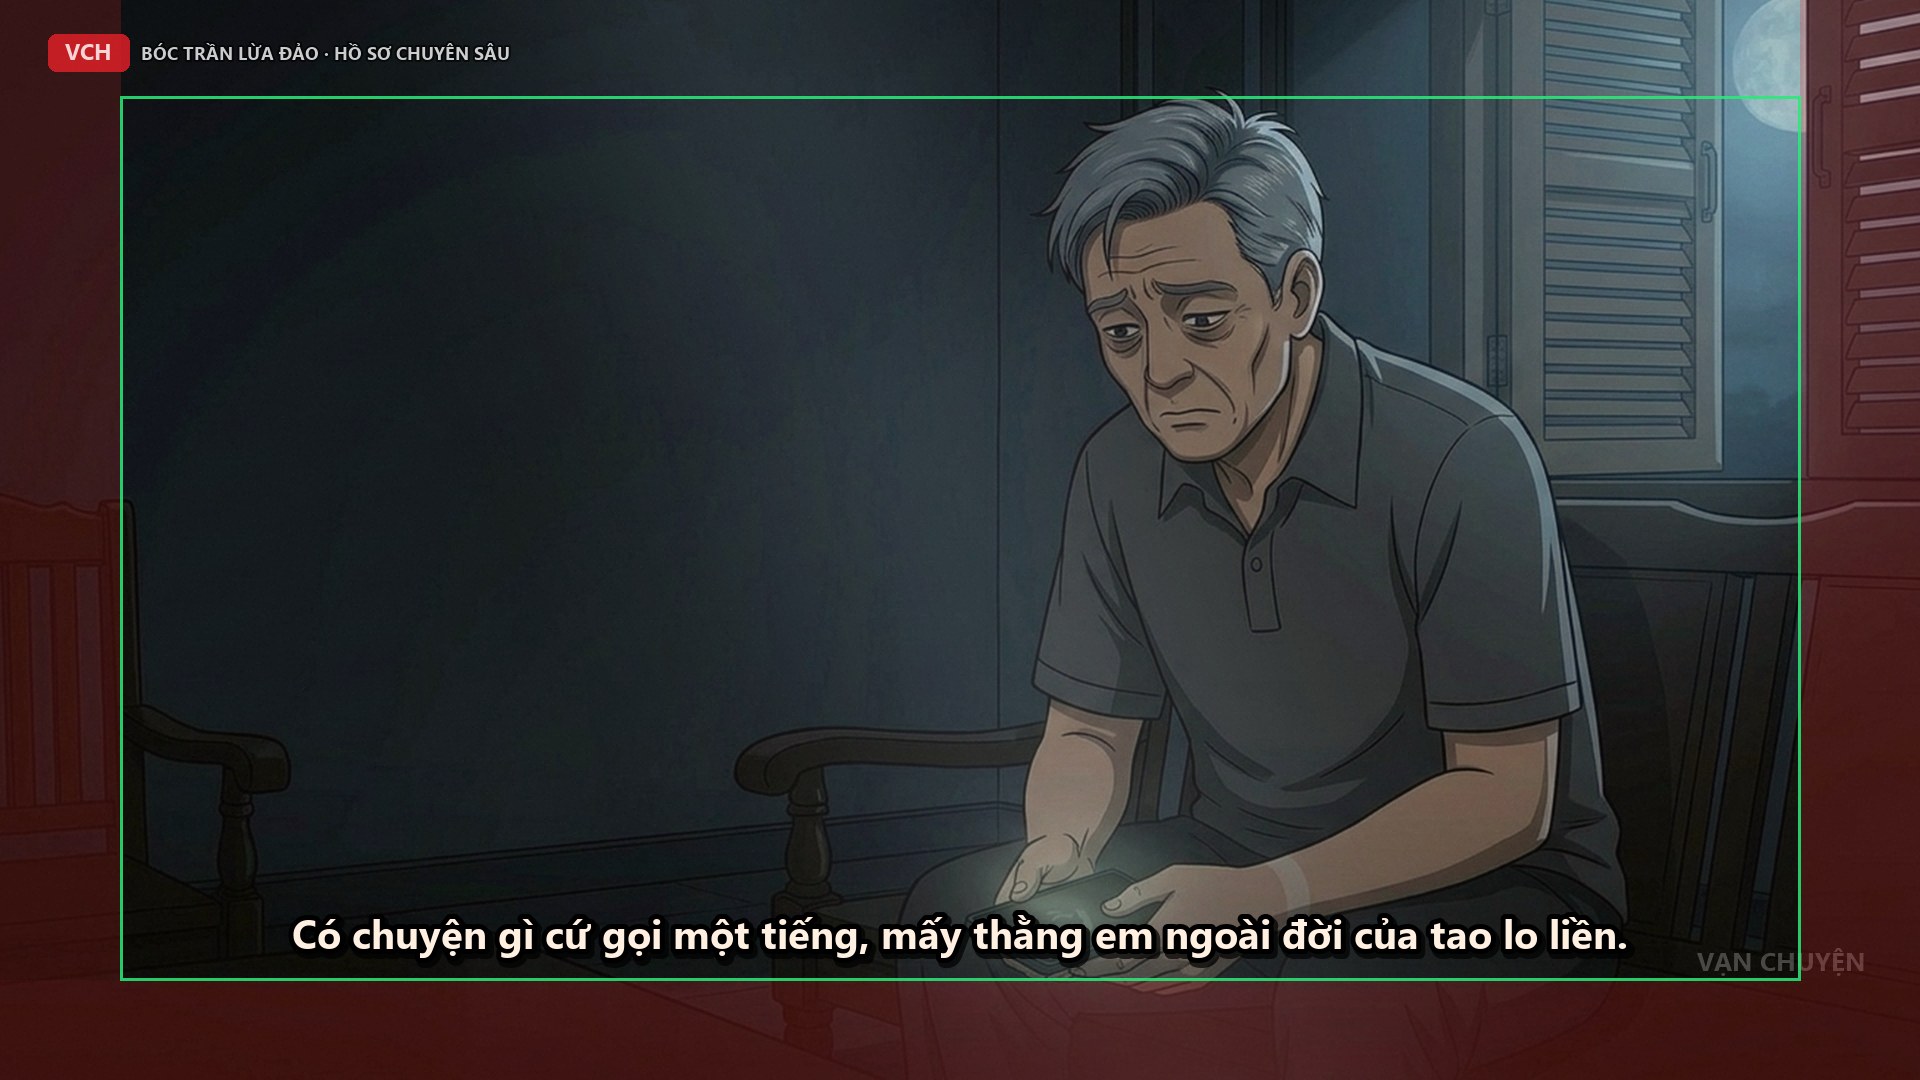 VCH
BÓC TRẦN LỪA ĐẢO · HỒ SƠ CHUYÊN SÂU
Có chuyện gì cứ gọi một tiếng, mấy thằng em ngoài đời của tao lo liền.
VẠN CHUYỆN